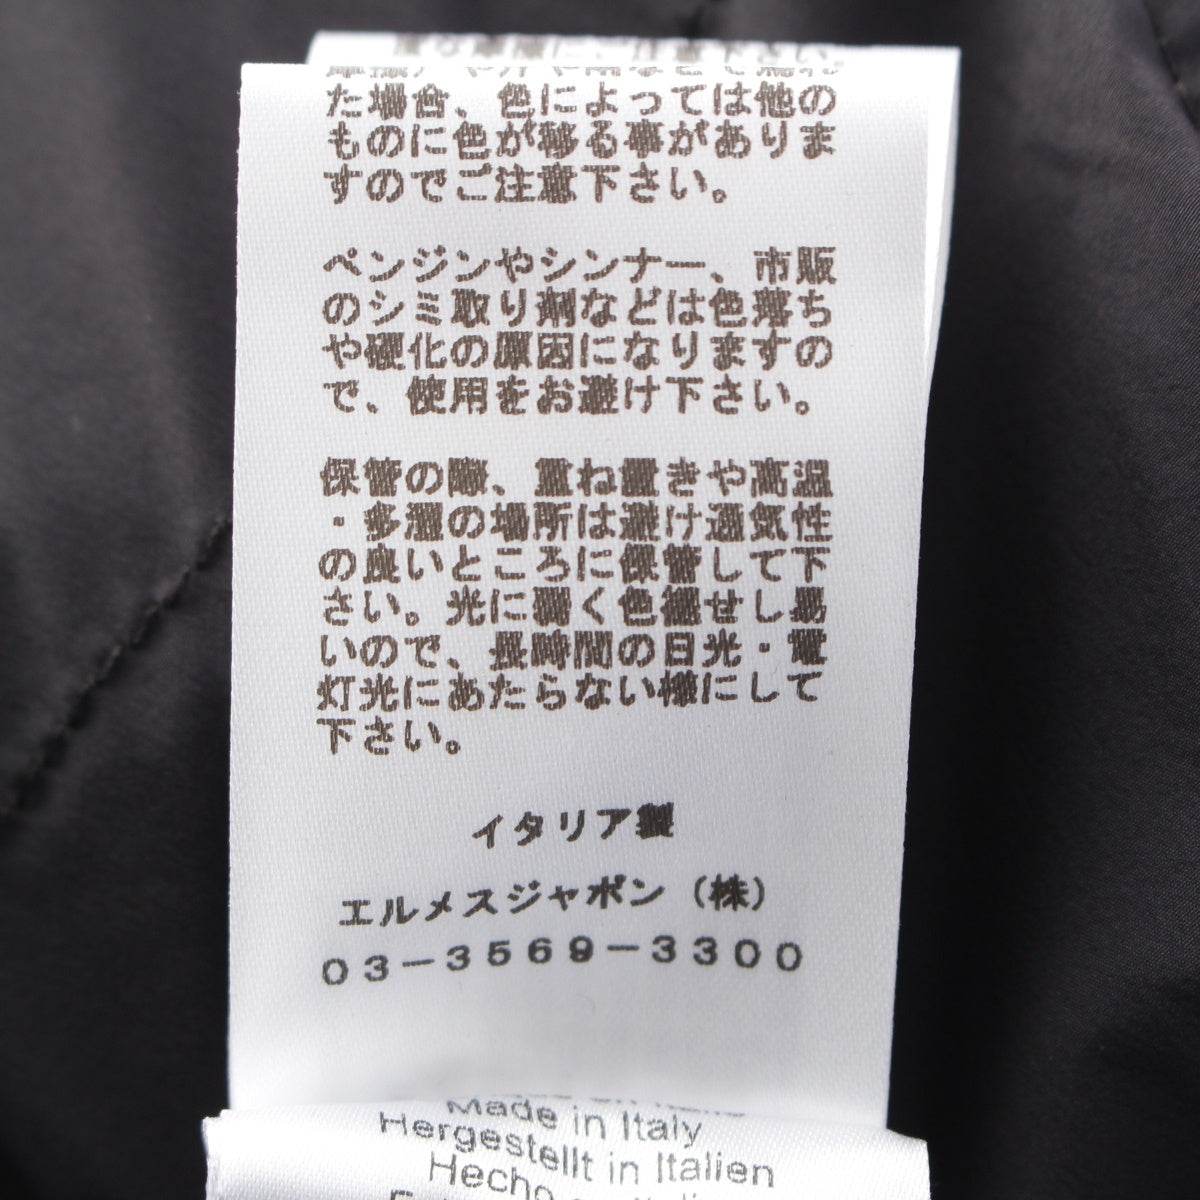 た場合、色によっては他の
ものに色が移る事がありま
すのでご注意下さい。
ベンジンやシンナー、市販
のシミ取り剤などは色落ち
や硬化の原因になりますの
で、使用をお避け下さい。
保管の際、重ね置きや高温
・多湿の場所は避け通気性
の良いところに保管して下
さい。光に弱く色褪せし易
いので、長時間の日光・電
灯光にあたらない様にして
下さい。
イタリア製
エルメスジャポン（株）
03-3569-3300
Made in Italy
Hergestellt in Italien
Hecho